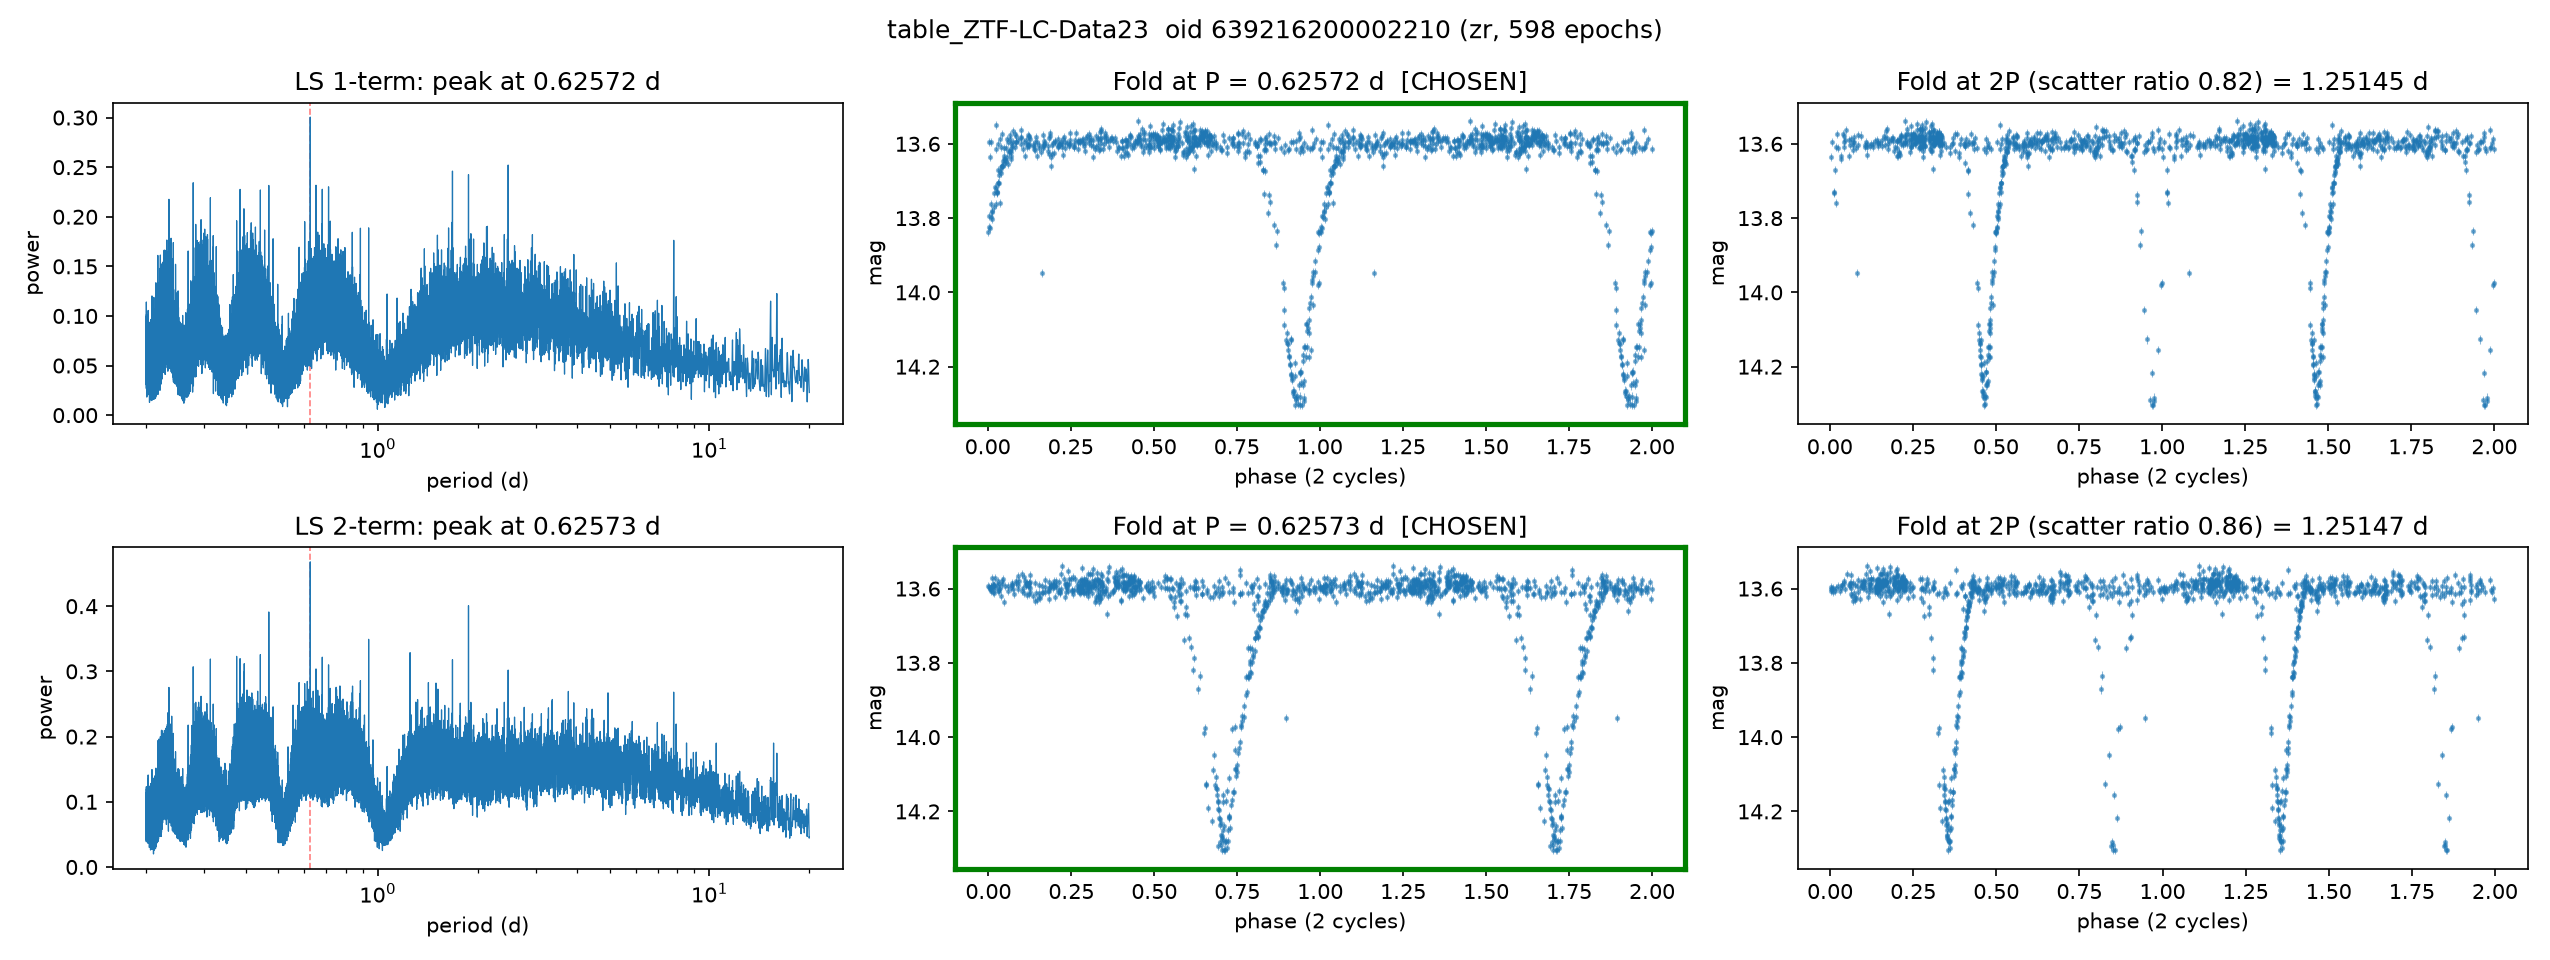 table_ZTF-LC-Data23  oid 639216200002210 (zr, 598 epochs)
LS 1-term: peak at 0.62572 d
power
0.30
0.25
0.20
0.15
0.10
0.05
0.00
10⁰
10¹
period (d)
Fold at P = 0.62572 d  [CHOSEN]
mag
13.6
13.8
14.0
14.2
0.00 0.25 0.50 0.75 1.00 1.25 1.50 1.75 2.00
phase (2 cycles)
Fold at 2P (scatter ratio 0.82) = 1.25145 d
mag
13.6
13.8
14.0
14.2
0.00 0.25 0.50 0.75 1.00 1.25 1.50 1.75 2.00
phase (2 cycles)
LS 2-term: peak at 0.62573 d
power
0.4
0.3
0.2
0.1
0.0
10⁰
10¹
period (d)
Fold at P = 0.62573 d  [CHOSEN]
mag
13.6
13.8
14.0
14.2
0.00 0.25 0.50 0.75 1.00 1.25 1.50 1.75 2.00
phase (2 cycles)
Fold at 2P (scatter ratio 0.86) = 1.25147 d
mag
13.6
13.8
14.0
14.2
0.00 0.25 0.50 0.75 1.00 1.25 1.50 1.75 2.00
phase (2 cycles)